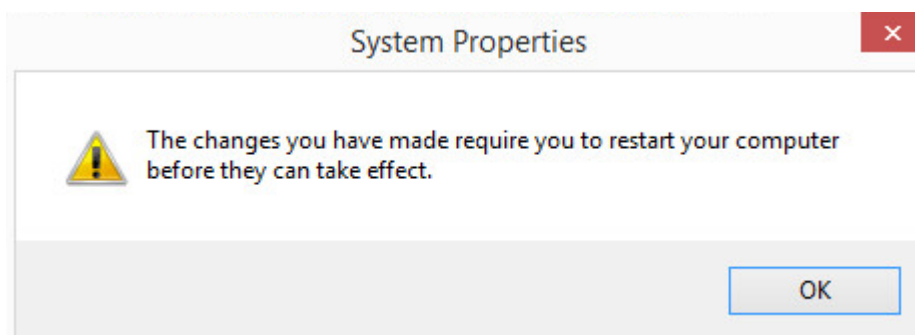 System Properties
The changes you have made require you to restart your computer
before they can take effect.
OK